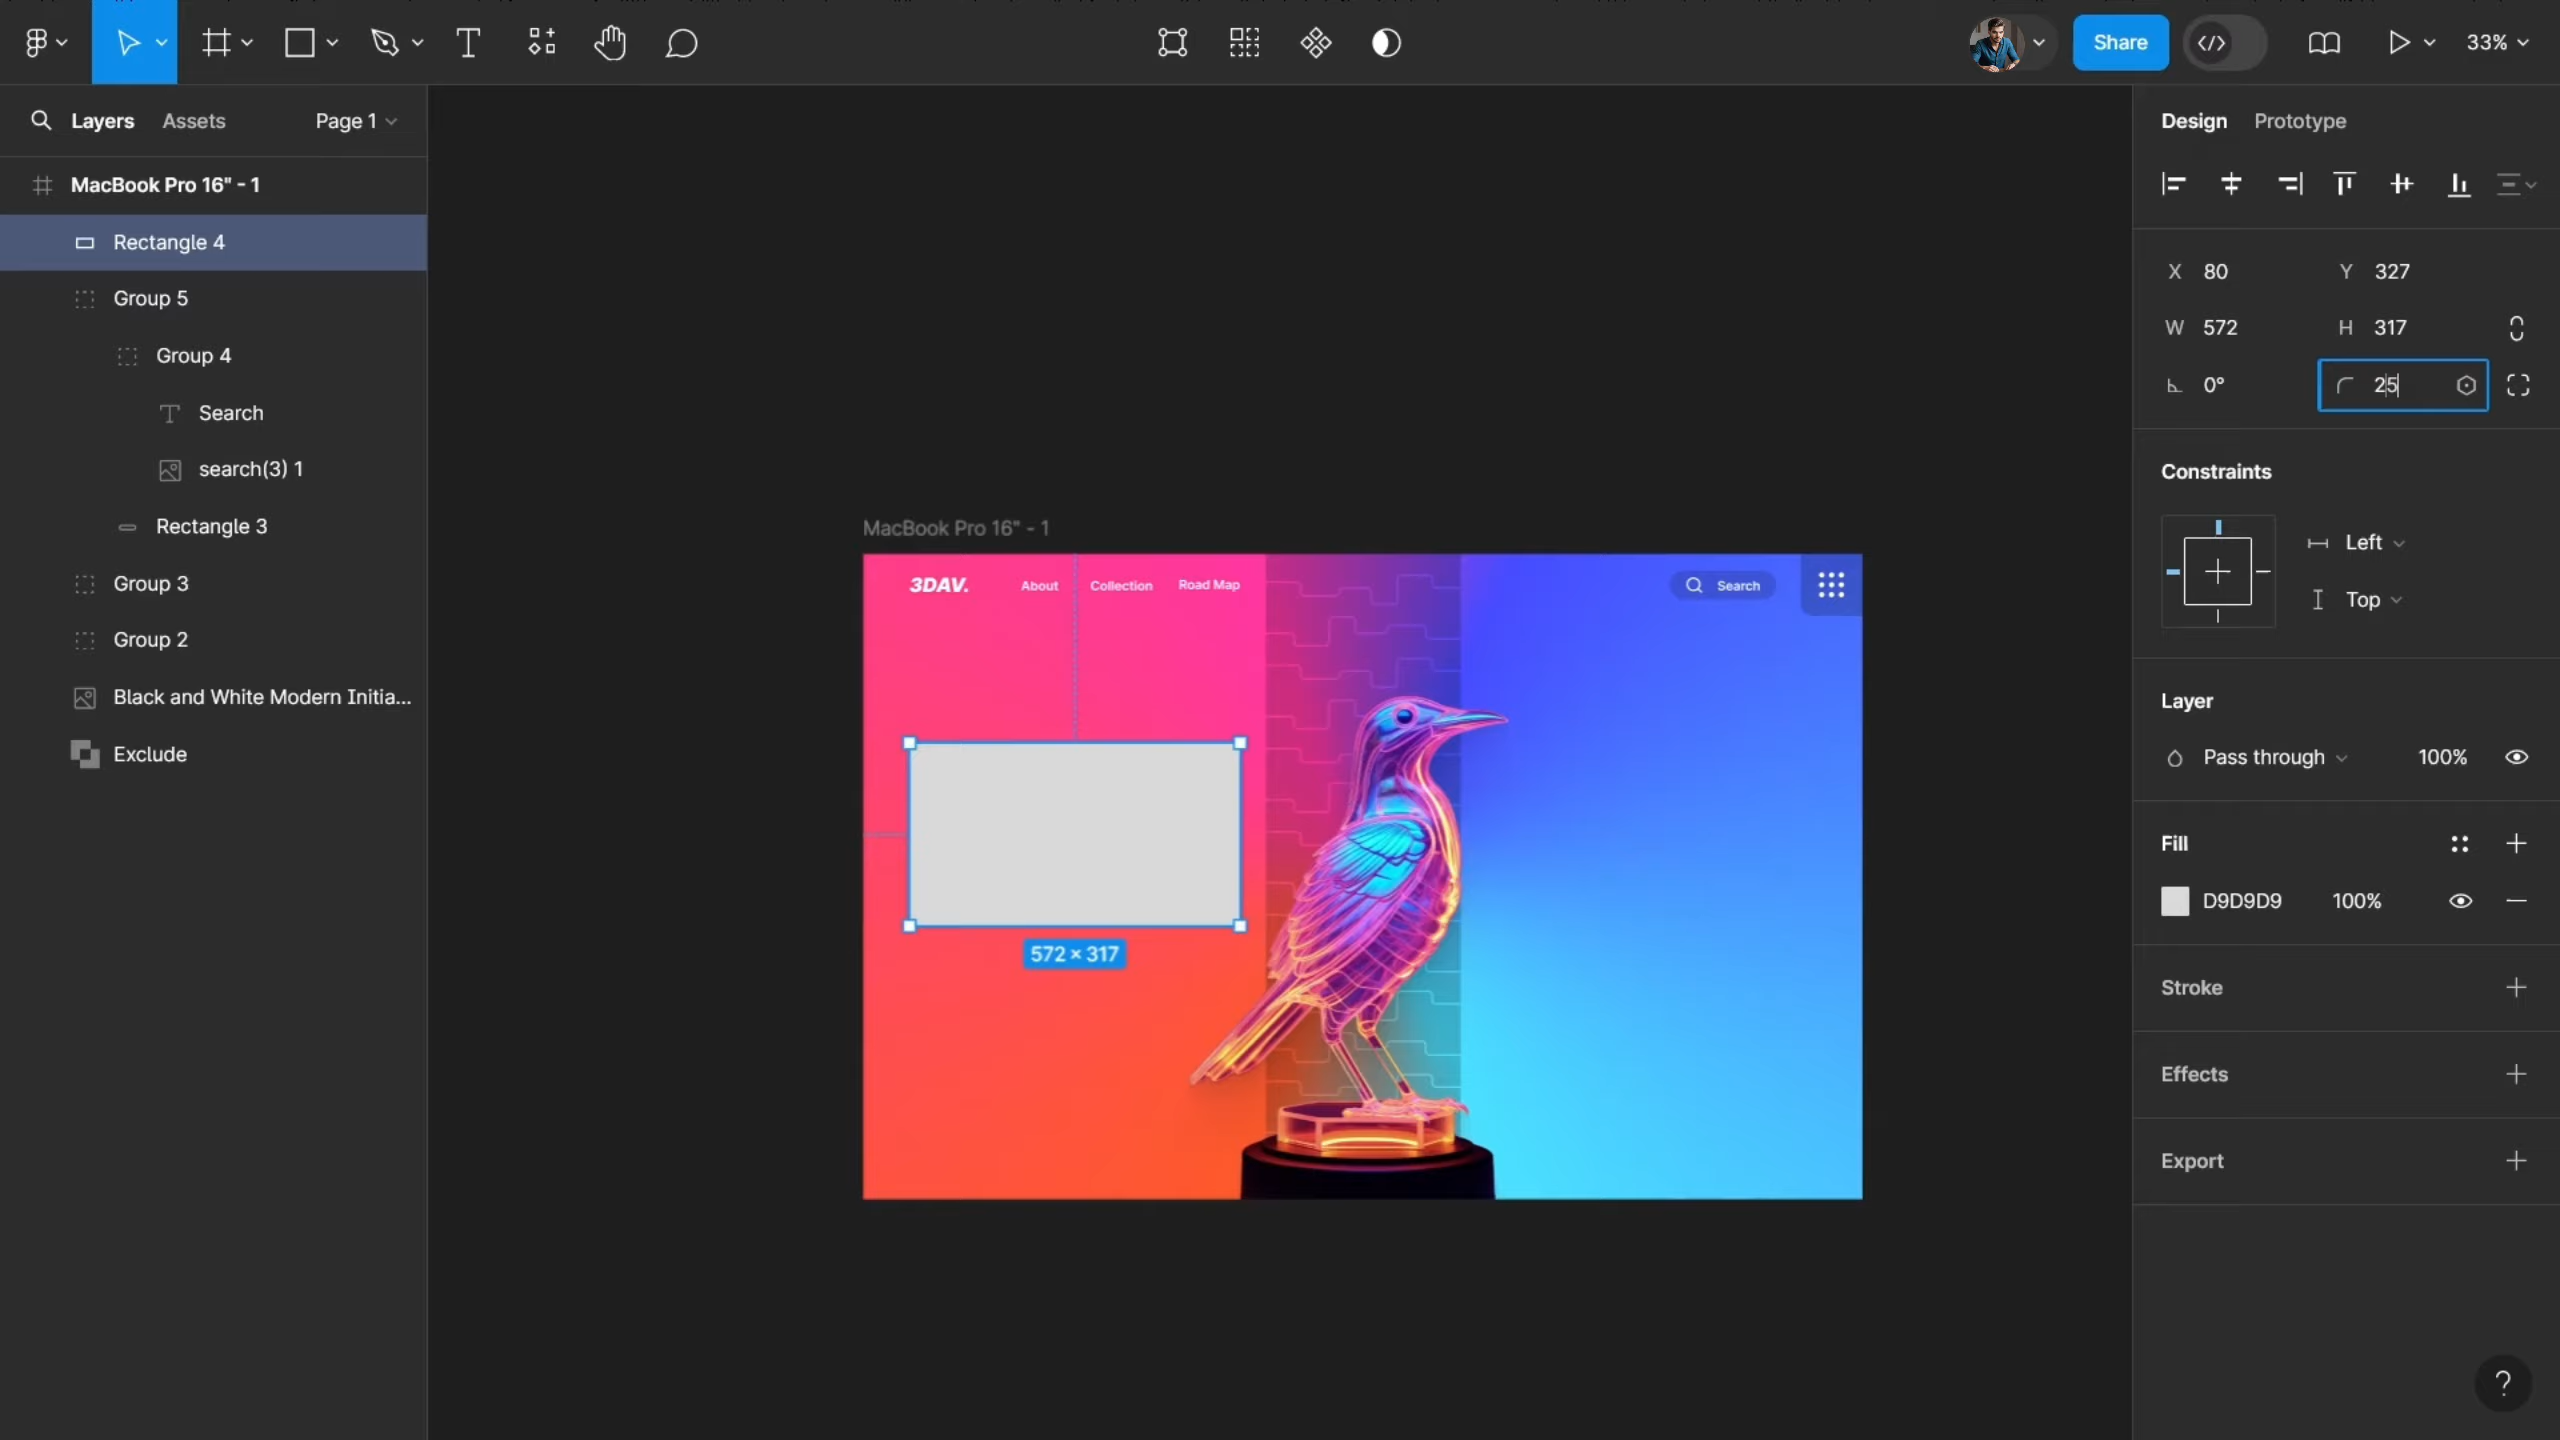 Share
33%
Layers Assets Page 1
MacBook Pro 16" - 1
Rectangle 4
Group 5
Group 4
Search
search(3) 1
Rectangle 3
Group 3
Group 2
Black and White Modern Initia...
Exclude
MacBook Pro 16" - 1
3DAV. About Collection Road Map Search
572 × 317
Design Prototype
X 80 Y 327
W 572 H 317
0° 25
Constraints
Left
Top
Layer
Pass through 100%
Fill
D9D9D9 100%
Stroke
Effects
Export
?